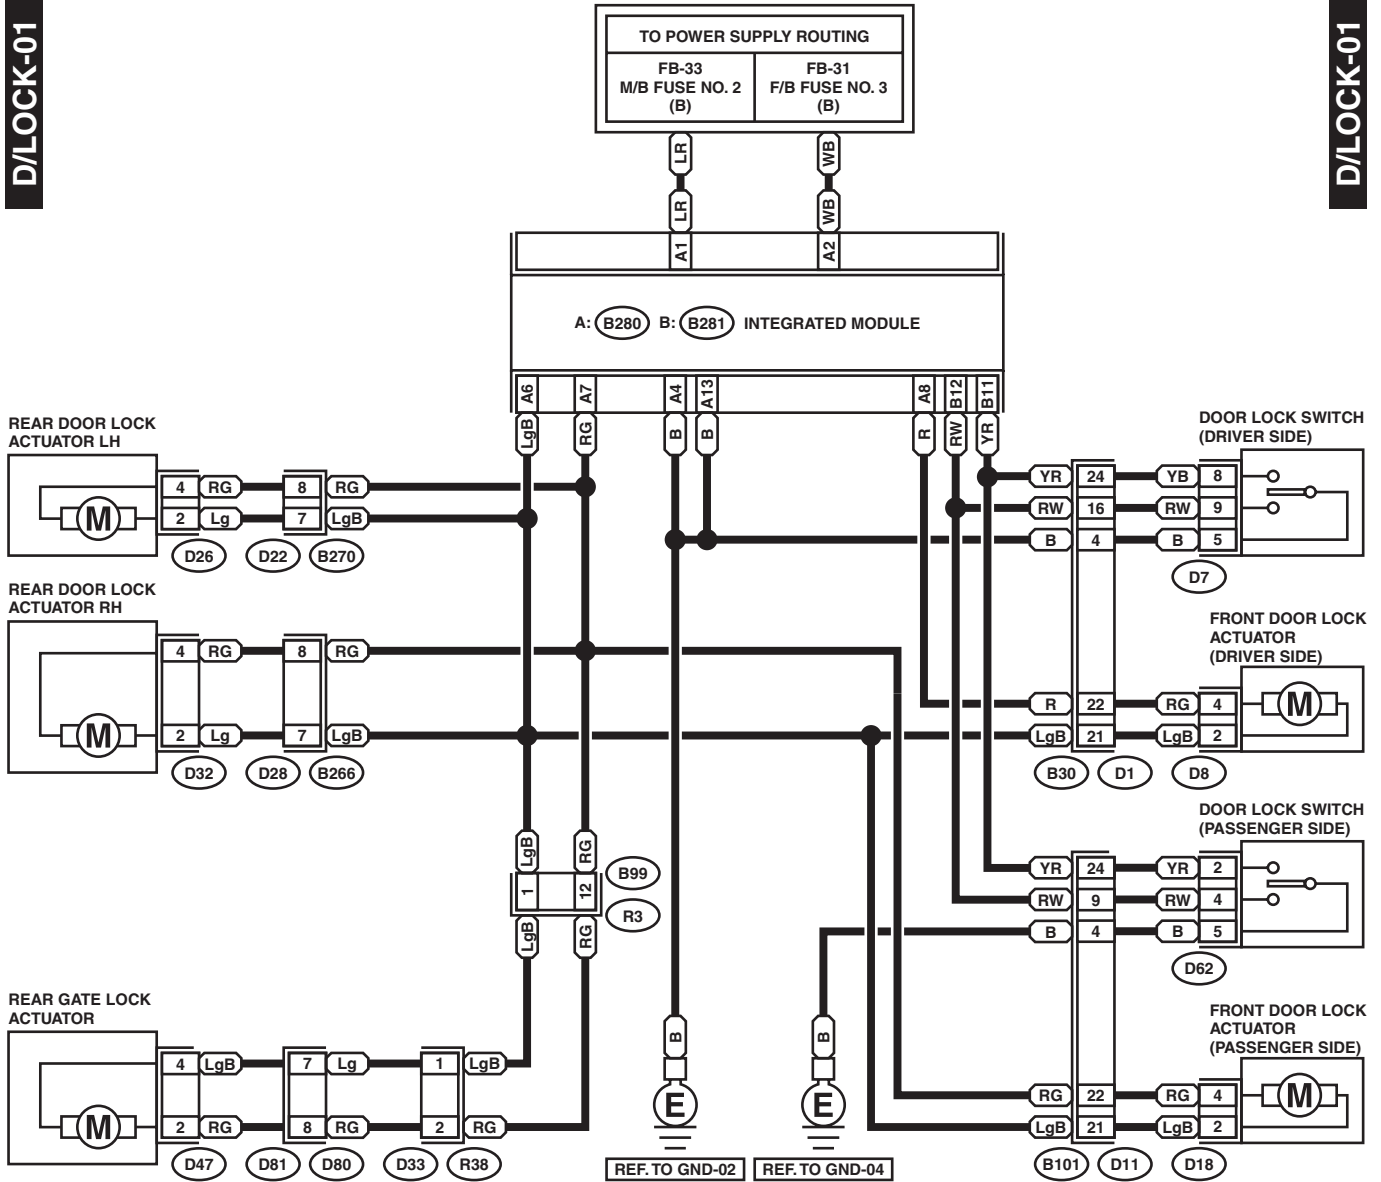 D/LOCK-01
D/LOCK-01
TO POWER SUPPLY ROUTING
FB-33
M/B FUSE NO. 2
(B)
FB-31
F/B FUSE NO. 3
(B)
LR
WB
LR
WB
A1
A2
A: B280 B: B281 INTEGRATED MODULE
A6
A7
A4
A13
A8
B12
B11
LgB
RG
B
B
R
RW
YR
REAR DOOR LOCK
ACTUATOR LH
M
4 RG 8 RG
2 Lg 7 LgB
D26 D22 B270
REAR DOOR LOCK
ACTUATOR RH
M
4 RG 8 RG
2 Lg 7 LgB
D32 D28 B266
LgB
RG
1
12
B99
R3
LgB
RG
REAR GATE LOCK
ACTUATOR
M
4 LgB 7 Lg 1 LgB
2 RG 8 RG 2 RG
D47 D81 D80 D33 R38
B
E
REF. TO GND-02
B
E
REF. TO GND-04
DOOR LOCK SWITCH
(DRIVER SIDE)
YR 24 YB 8
RW 16 RW 9
B 4 B 5
D7
FRONT DOOR LOCK
ACTUATOR
(DRIVER SIDE)
M
R 22 RG 4
LgB 21 LgB 2
B30 D1 D8
DOOR LOCK SWITCH
(PASSENGER SIDE)
YR 24 YR 2
RW 9 RW 4
B 4 B 5
D62
FRONT DOOR LOCK
ACTUATOR
(PASSENGER SIDE)
M
RG 22 RG 4
LgB 21 LgB 2
B101 D11 D18